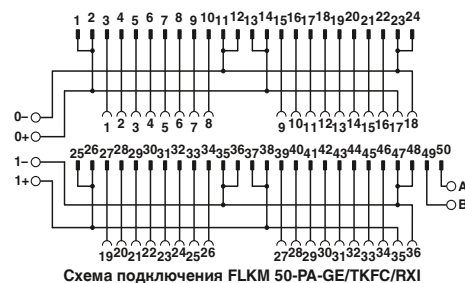 1 2 3 4 5 6 7 8 9 10 11 12 13 14 15 16 17 18 19 20 21 22 23 24
0–
0+
1 2 3 4 5 6 7 8 9 10 11 12 13 14 15 16 17 18
1–
1+
25 26 27 28 29 30 31 32 33 34 35 36 37 38 39 40 41 42 43 44 45 46 47 48 49 50
A
B
19 20 21 22 23 24 25 26 27 28 29 30 31 32 33 34 35 36
Схема подключения FLKM 50-PA-GE/TKFC/RXI